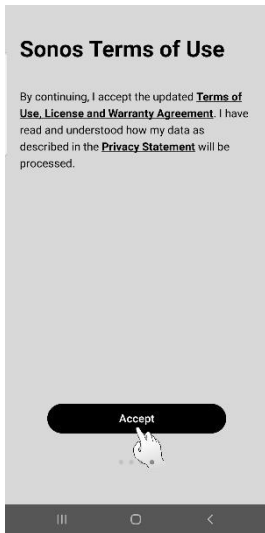 Sonos Terms of Use
By continuing, I accept the updated Terms of
Use, License and Warranty Agreement. I have
read and understood how my data as
described in the Privacy Statement will be
processed.
Accept